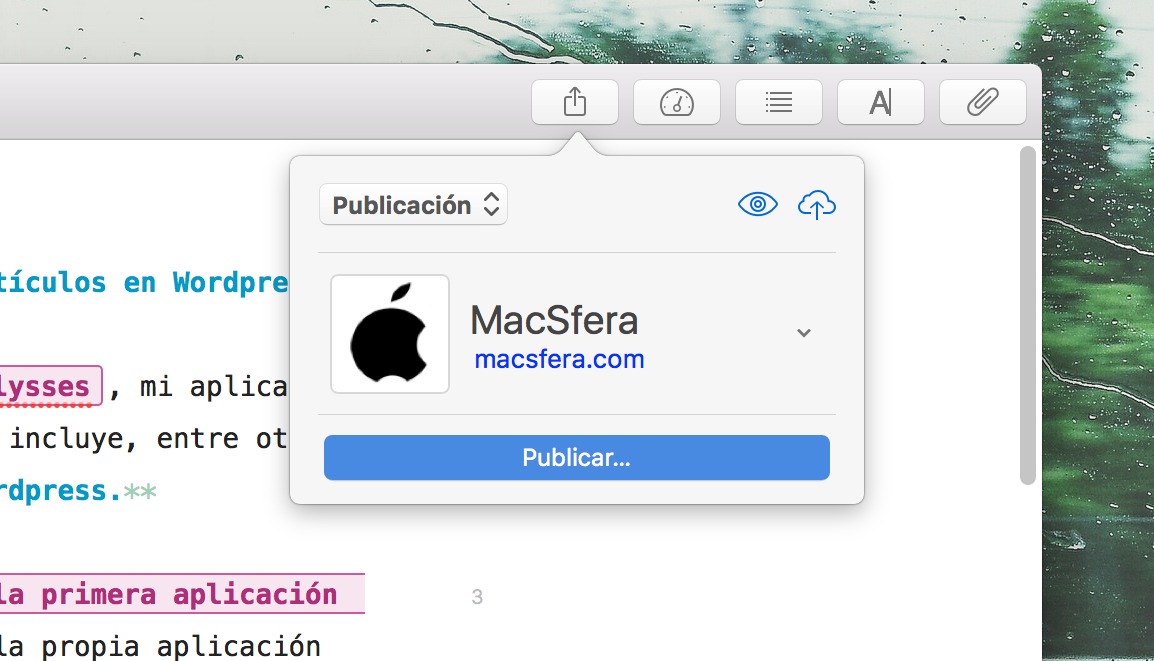 A
Publicación
MacSfera
macsfera.com
Publicar...
tículos en Wordpre
lysses , mi aplica
incluye, entre ot
rdpress.**
la primera aplicación
3
la propia aplicación